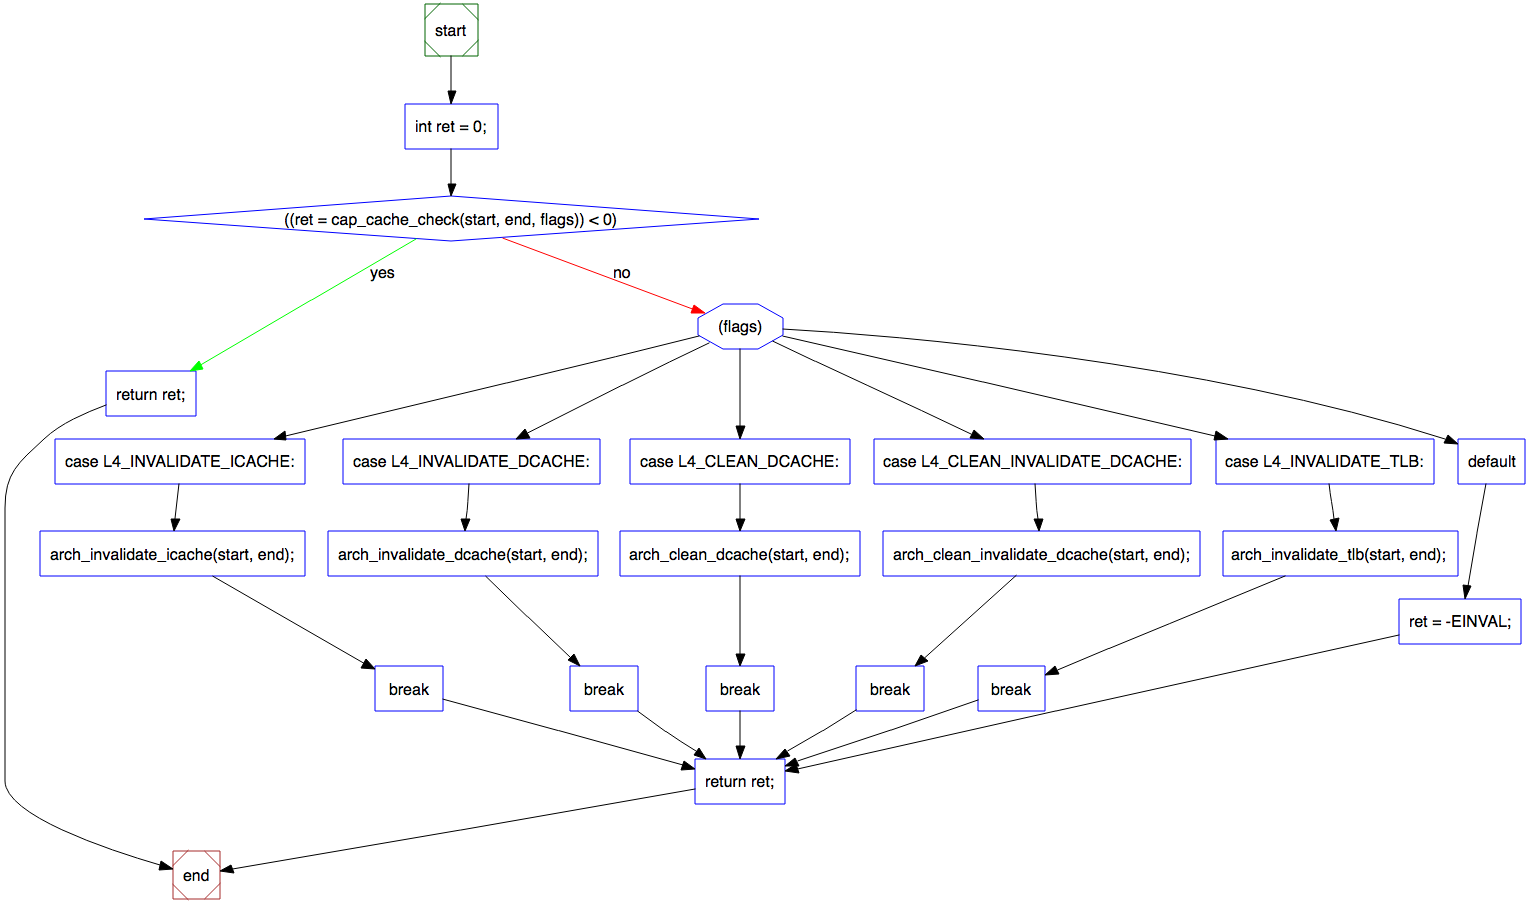 start
int ret = 0;
((ret = cap_cache_check(start, end, flags)) < 0)
yes
no
(flags)
return ret;
case L4_INVALIDATE_ICACHE:
case L4_INVALIDATE_DCACHE:
case L4_CLEAN_DCACHE:
case L4_CLEAN_INVALIDATE_DCACHE:
case L4_INVALIDATE_TLB:
default
arch_invalidate_icache(start, end);
arch_invalidate_dcache(start, end);
arch_clean_dcache(start, end);
arch_clean_invalidate_dcache(start, end);
arch_invalidate_tlb(start, end);
ret = -EINVAL;
break
break
break
break
break
return ret;
end